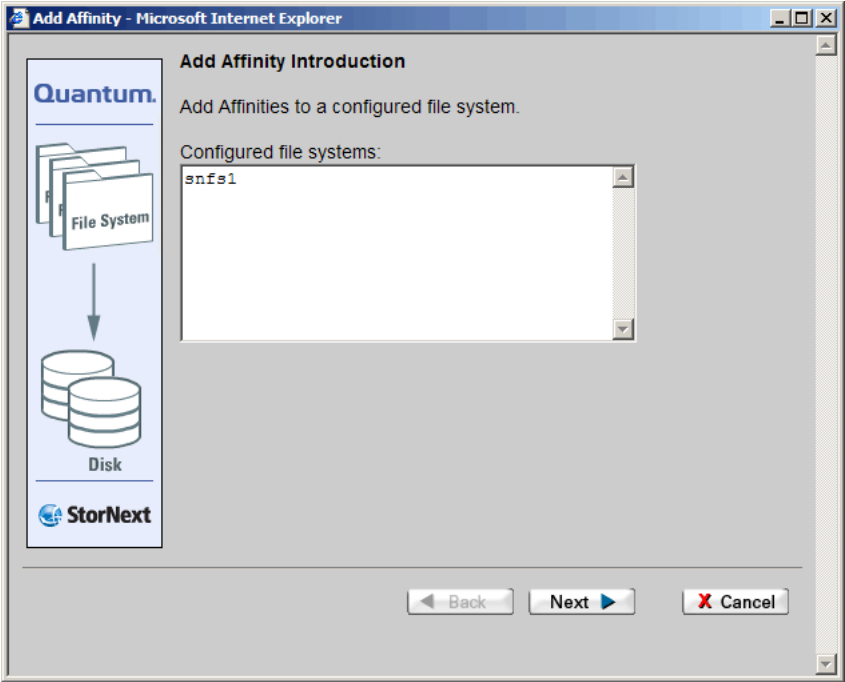 Add Affinity - Microsoft Internet Explorer
Add Affinity Introduction
Quantum.
Add Affinities to a configured file system.
Configured file systems:
snfs1
File System
Disk
StorNext
Back
Next
X Cancel